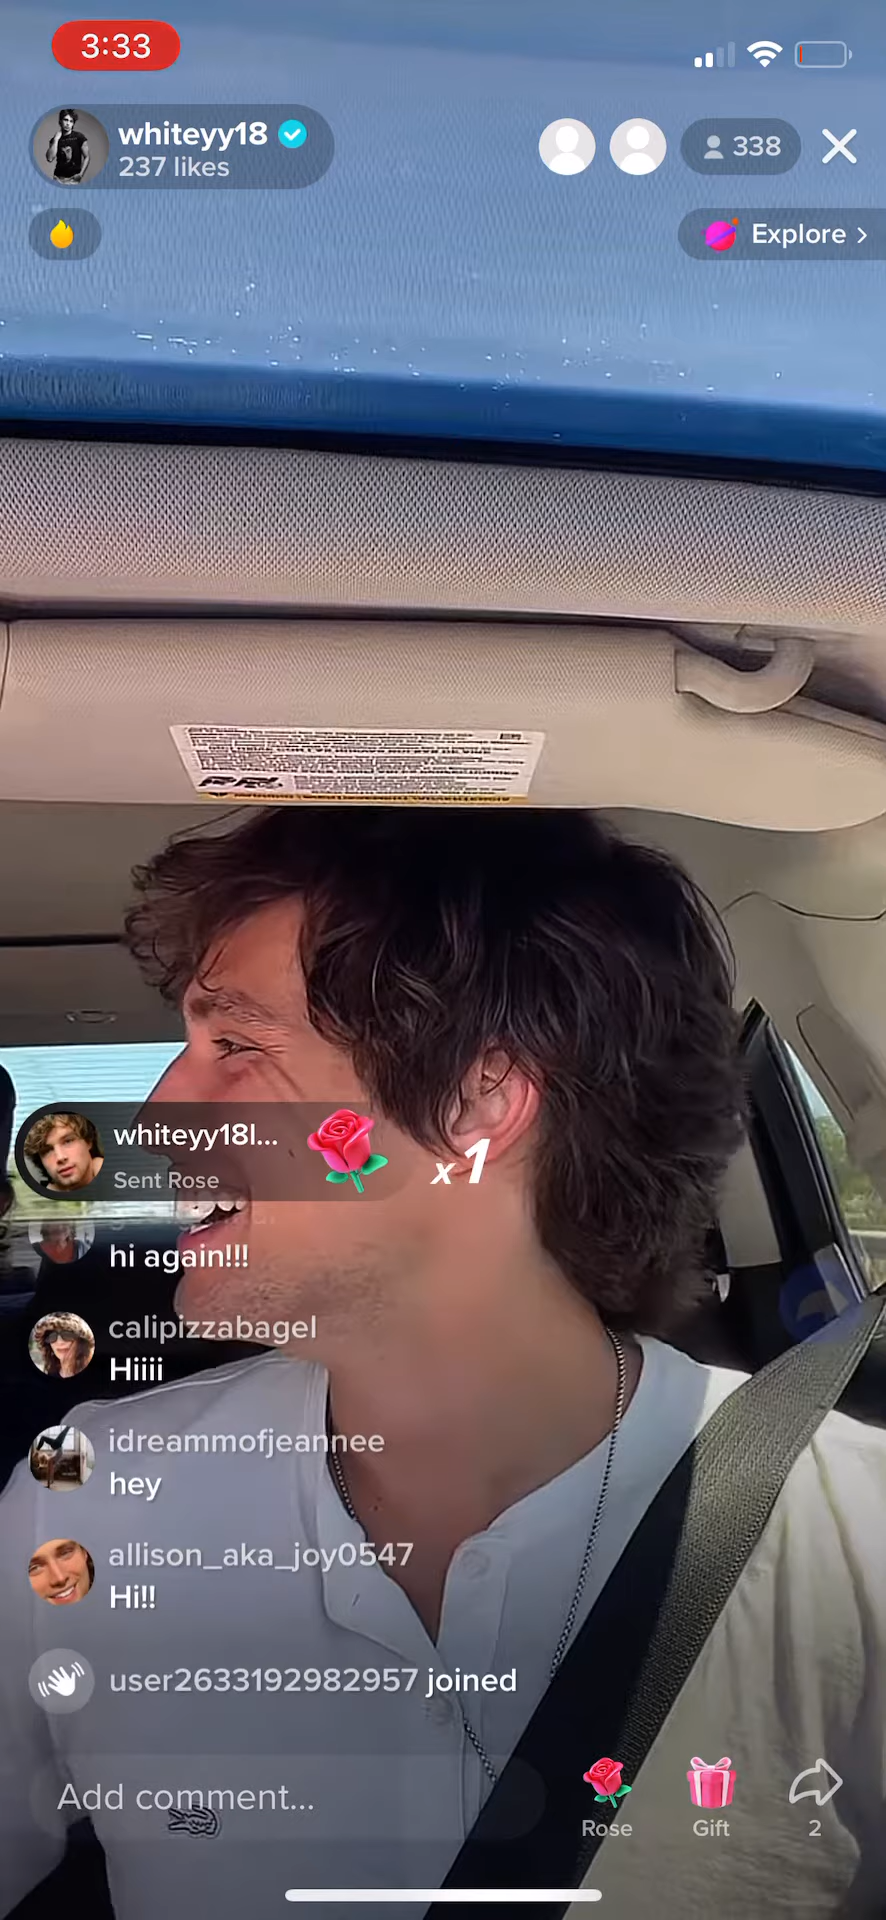 3:33
whiteyy18
237 likes
338
Explore >
whiteyy18l...
Sent Rose
x1
hi again!!!
calipizzabagel
Hiiii
idreammofjeannee
hey
allison_aka_joy0547
Hi!!
user2633192982957 joined
Add comment...
Rose
Gift
2